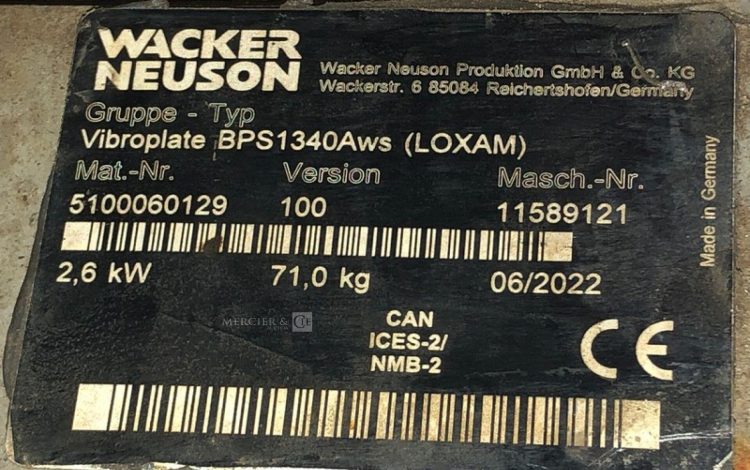 WACKER
NEUSON
Wacker Neuson Produktion GmbH & Co. KG
Wackerstr. 6 85084 Reichertshofen/Germany
Gruppe - Typ
Vibroplate BPS1340Aws (LOXAM)
Mat.-Nr. Version Masch.-Nr.
5100060129 100 11589121
2,6 kW 71,0 kg 06/2022
MERCIER & CIE
CAN
ICES-2/
NMB-2
CE
Made in Germany